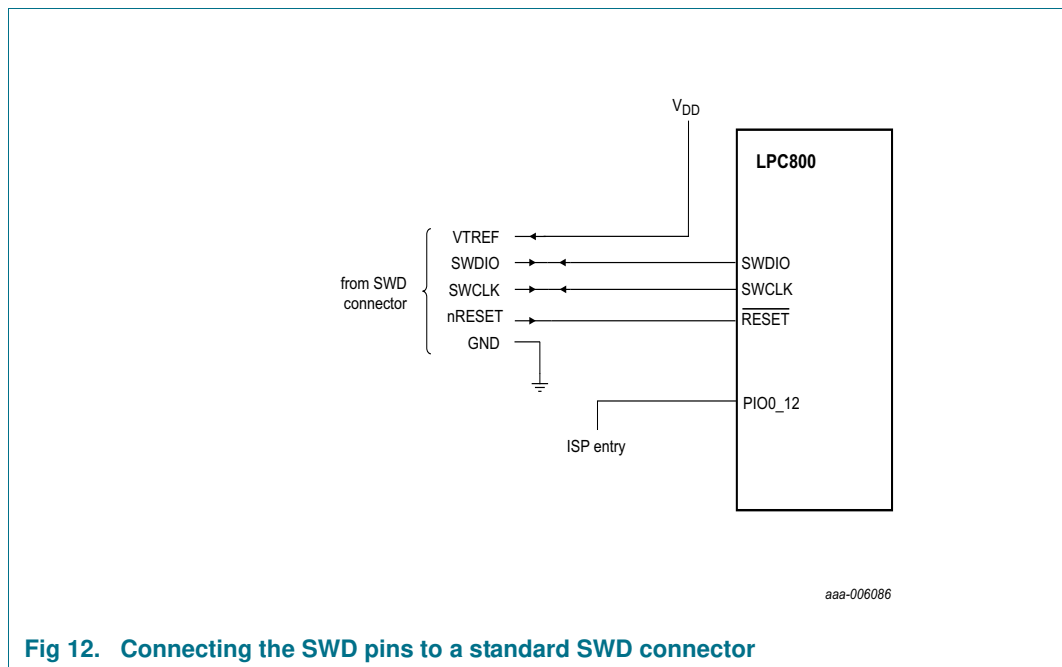 VDD
LPC800
VTREF
SWDIO
SWCLK
nRESET
GND
from SWD
connector
SWDIO
SWCLK
RESET
PIO0_12
ISP entry
aaa-006086
Fig 12. Connecting the SWD pins to a standard SWD connector